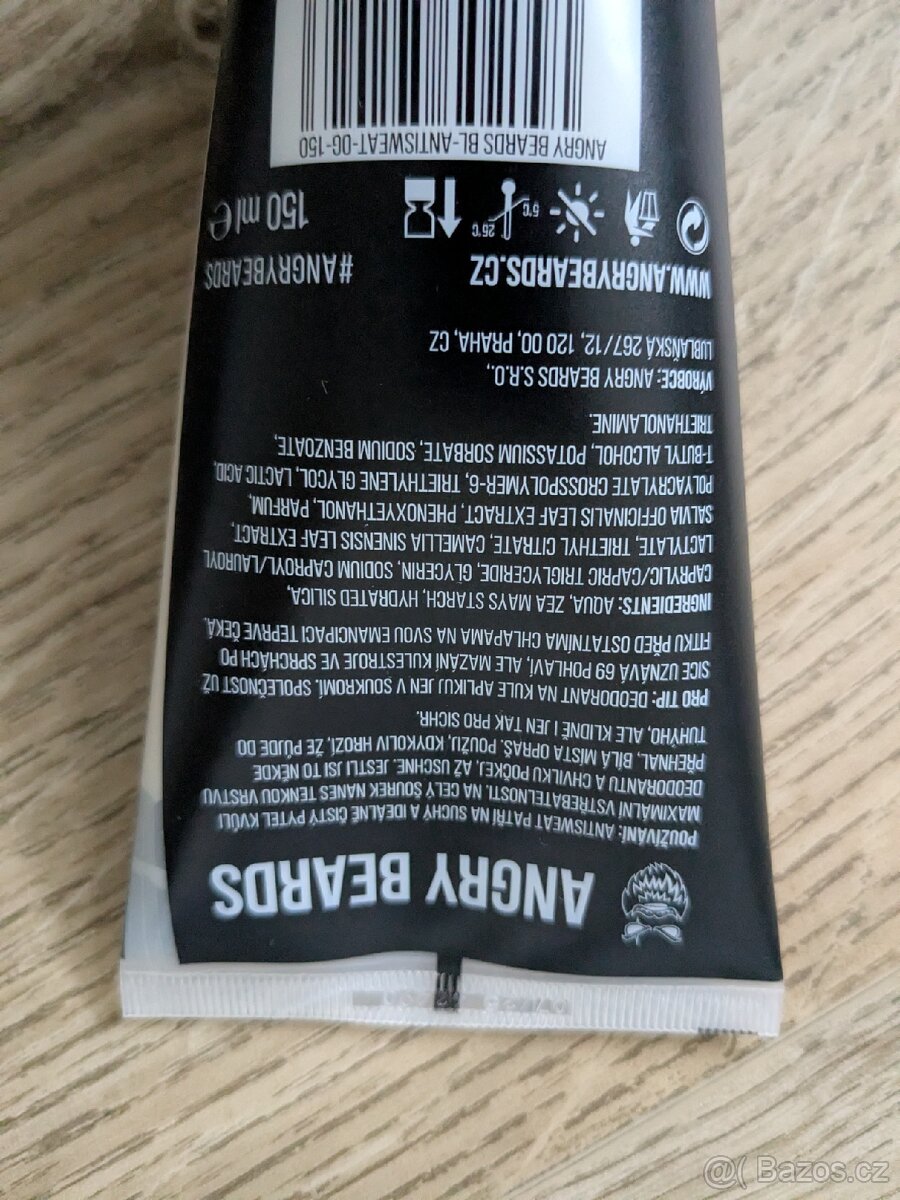 ANGRY BEARDS
POUŽÍVÁNÍ: ANTISWEAT PATŘÍ NA SUCHÝ A IDEÁLNĚ ČISTÝ PYTEL KVŮLI
MAXIMÁLNÍ VSTŘEBATELNOSTI. NA CELÝ ŠOUREK NANES TENKOU VRSTVU
DEODORANTU A CHVILKU POČKEJ, AŽ USCHNE. JESTLI JSI TO NĚKDE
PŘEHNAL, BÍLÁ MÍSTA OPRAŠ. POUŽIJ, KDYKOLIV HROZÍ, ŽE PŮJDE DO
TUHÝHO, ALE KLIDNĚ I JEN TAK PRO SICHR.
PRO TIP: DEODORANT NA KULE APLIKUJ JEN V SOUKROMÍ. SPOLEČNOST UŽ
SICE UZNÁVÁ 69 POHLAVÍ, ALE MAZÁNÍ KULESTROJE VE SPRCHÁCH PO
FITKU PŘED OSTATNÍMA CHLAPAMA NA SVOU EMANCIPACI TEPRVE ČEKÁ.
INGREDIENTS: AQUA, ZEA MAYS STARCH, HYDRATED SILICA,
CAPRYLIC/CAPRIC TRIGLYCERIDE, GLYCERIN, SODIUM CAPROYL/LAUROYL
LACTYLATE, TRIETHYL CITRATE, CAMELLIA SINENSIS LEAF EXTRACT,
SALVIA OFFICINALIS LEAF EXTRACT, PHENOXYETHANOL, PARFUM,
POLYACRYLATE CROSSPOLYMER-6, TRIETHYLENE GLYCOL, LACTIC ACID,
T-BUTYL ALCOHOL, POTASSIUM SORBATE, SODIUM BENZOATE,
TRIETHANOLAMINE.
VÝROBCE: ANGRY BEARDS S.R.O.,
LUBLAŇSKÁ 267/12, 120 00, PRAHA, CZ
WWW.ANGRYBEARDS.CZ #ANGRYBEARDS
5°C 25°C 150 ml e
ANGRY BEARDS BL-ANTISWEAT-OG-150
@( Bazos.cz